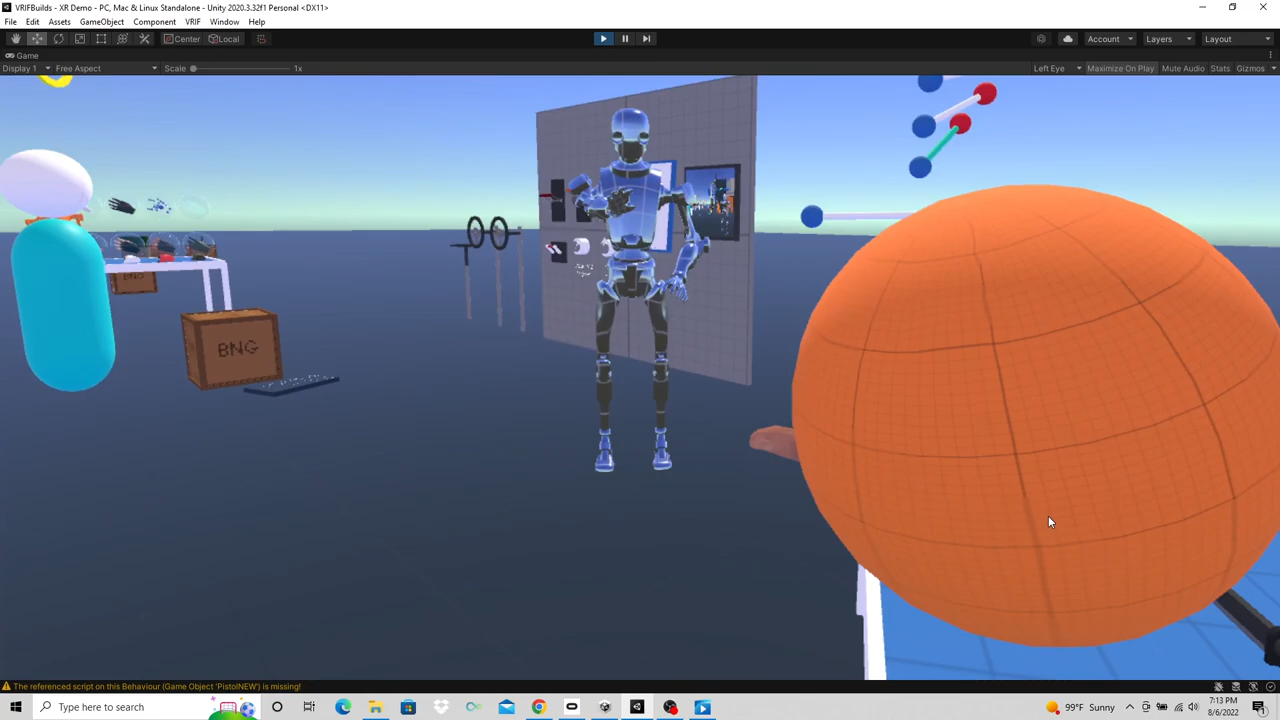 VRIFBuilds - XR Demo - PC, Mac & Linux Standalone - Unity 2020.3.32f1 Personal <DX11>
File Edit Assets GameObject Component VRIF Window Help
Center Local Account Layers Layout
Game
Display 1 Free Aspect Scale 1x Left Eye Maximize On Play Mute Audio Stats Gizmos
BNG
BNG
The referenced script on this Behaviour (Game Object 'PistolNEW') is missing!
Type here to search
99°F Sunny
7:13 PM
8/6/2022
1